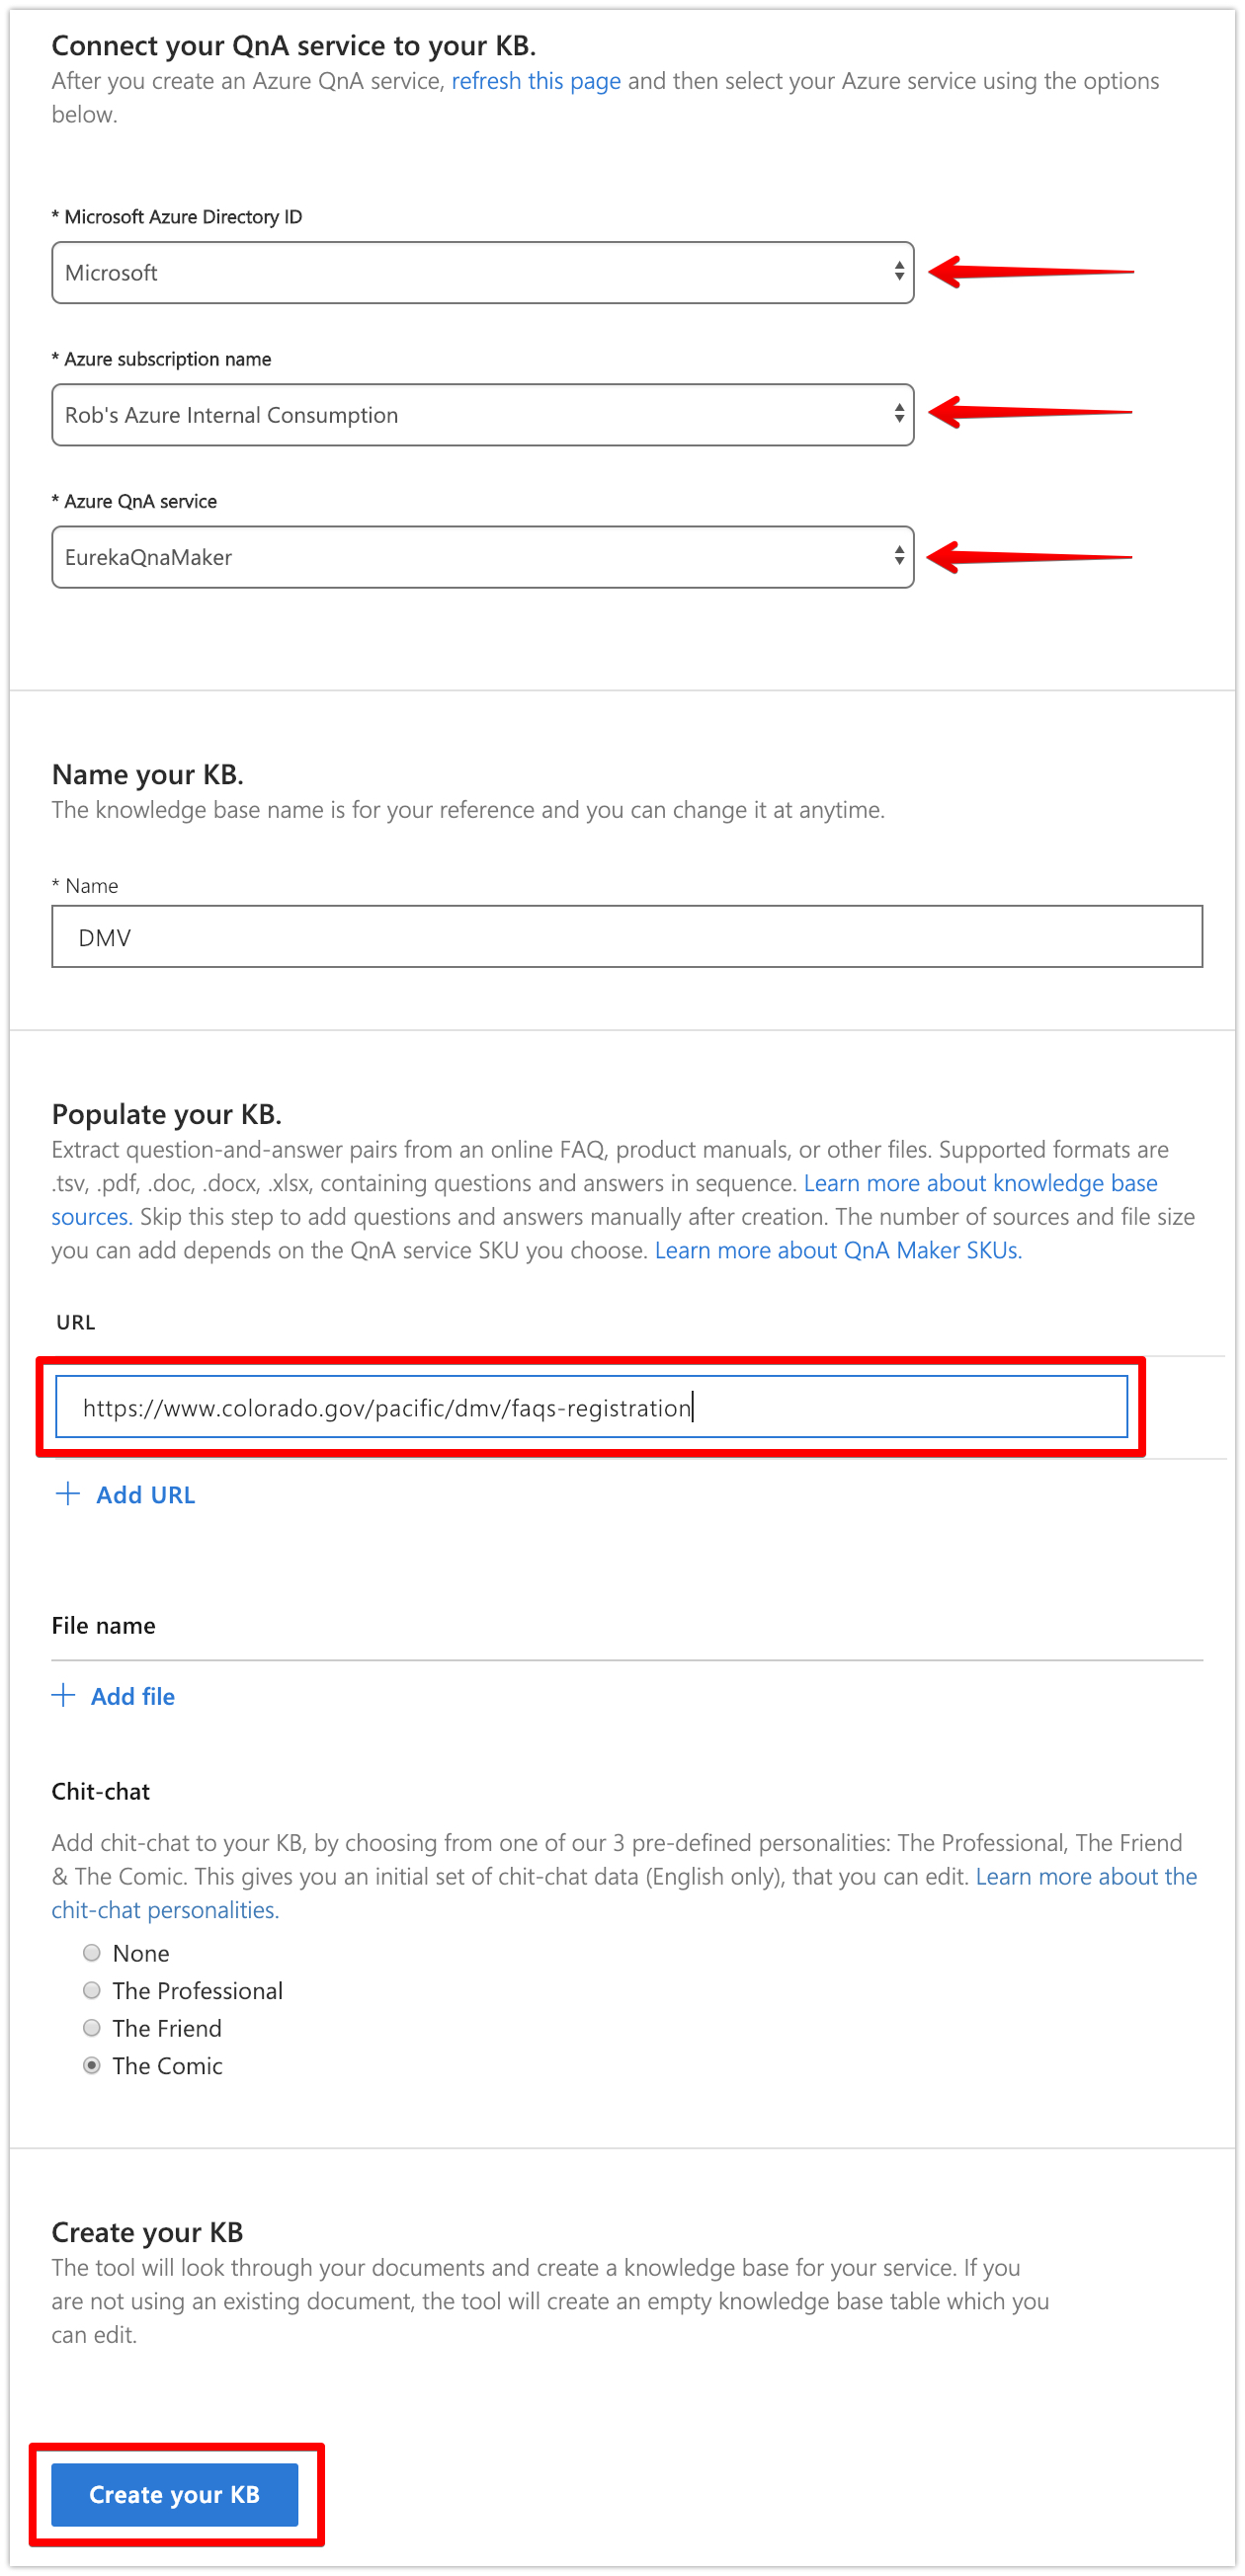 Connect your QnA service to your KB.
After you create an Azure QnA service, refresh this page and then select your Azure service using the options
below.
* Microsoft Azure Directory ID
Microsoft
* Azure subscription name
Rob's Azure Internal Consumption
* Azure QnA service
EurekaQnaMaker
Name your KB.
The knowledge base name is for your reference and you can change it at anytime.
* Name
DMV
Populate your KB.
Extract question-and-answer pairs from an online FAQ, product manuals, or other files. Supported formats are
.tsv, .pdf, .doc, .docx, .xlsx, containing questions and answers in sequence. Learn more about knowledge base
sources. Skip this step to add questions and answers manually after creation. The number of sources and file size
you can add depends on the QnA service SKU you choose. Learn more about QnA Maker SKUs.
URL
https://www.colorado.gov/pacific/dmv/faqs-registration
+ Add URL
File name
+ Add file
Chit-chat
Add chit-chat to your KB, by choosing from one of our 3 pre-defined personalities: The Professional, The Friend
& The Comic. This gives you an initial set of chit-chat data (English only), that you can edit. Learn more about the
chit-chat personalities.
None
The Professional
The Friend
The Comic
Create your KB
The tool will look through your documents and create a knowledge base for your service. If you
are not using an existing document, the tool will create an empty knowledge base table which you
can edit.
Create your KB